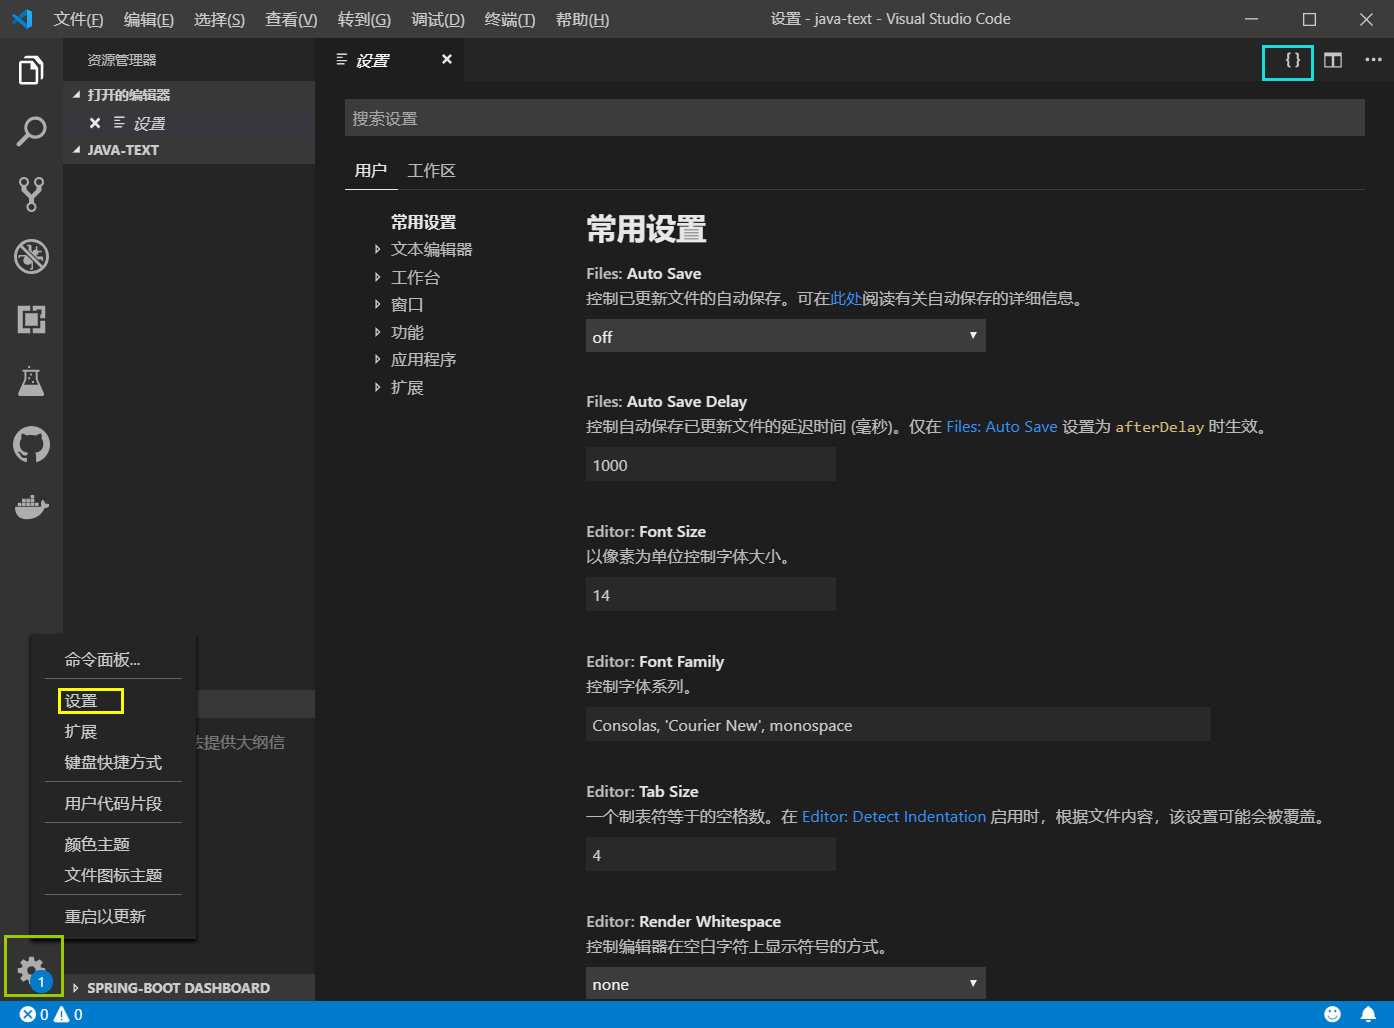 文件(F) 编辑(E) 选择(S) 查看(V) 转到(G) 调试(D) 终端(T) 帮助(H) 设置 - java-text - Visual Studio Code
资源管理器
打开的编辑器
设置
JAVA-TEXT
设置
{}
搜索设置
用户 工作区
常用设置
文本编辑器
工作台
窗口
功能
应用程序
扩展
常用设置
Files: Auto Save
控制已更新文件的自动保存。可在此处阅读有关自动保存的详细信息。
off
Files: Auto Save Delay
控制自动保存已更新文件的延迟时间 (毫秒)。仅在 Files: Auto Save 设置为 afterDelay 时生效。
1000
Editor: Font Size
以像素为单位控制字体大小。
14
Editor: Font Family
控制字体系列。
Consolas, 'Courier New', monospace
Editor: Tab Size
一个制表符等于的空格数。在 Editor: Detect Indentation 启用时，根据文件内容，该设置可能会被覆盖。
4
Editor: Render Whitespace
控制编辑器在空白字符上显示符号的方式。
none
命令面板...
设置
扩展
键盘快捷方式
用户代码片段
颜色主题
文件图标主题
重启以更新
提供大纲信
1
SPRING-BOOT DASHBOARD
0 0